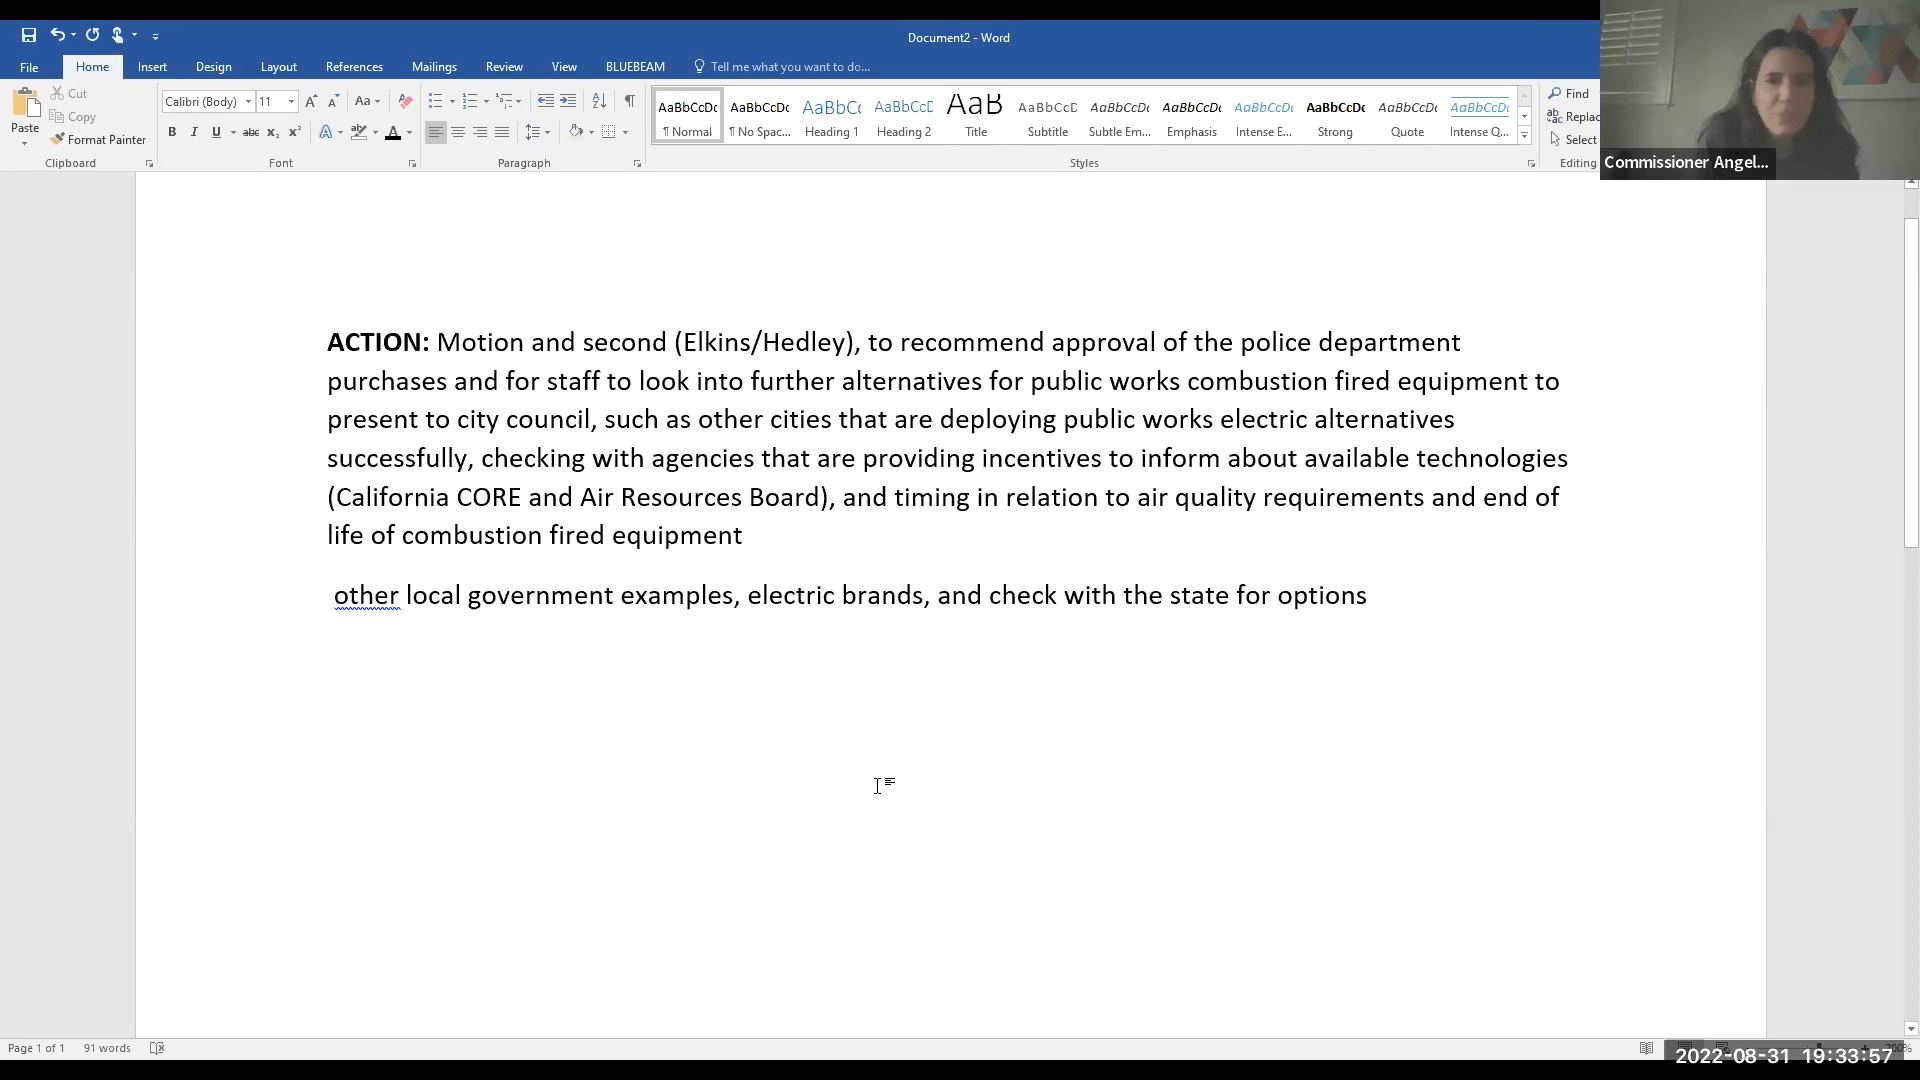 Document2 - Word
File Home Insert Design Layout References Mailings Review View BLUEBEAM Tell me what you want to do...
Paste
Cut
Copy
Format Painter
Clipboard
Calibri (Body) 11
Font
Paragraph
AaBbCcDc AaBbCcDc AaBbC( AaBbCcD AaB AaBbCcD AaBbCcDc AaBbCcDc AaBbCcDc AaBbCcDc AaBbCcDc AaBbCcDc
¶ Normal ¶ No Spac... Heading 1 Heading 2 Title Subtitle Subtle Em... Emphasis Intense E... Strong Quote Intense Q...
Styles
Find
Replac
Select
Editing
Commissioner Angel...
ACTION: Motion and second (Elkins/Hedley), to recommend approval of the police department
purchases and for staff to look into further alternatives for public works combustion fired equipment to
present to city council, such as other cities that are deploying public works electric alternatives
successfully, checking with agencies that are providing incentives to inform about available technologies
(California CORE and Air Resources Board), and timing in relation to air quality requirements and end of
life of combustion fired equipment
other local government examples, electric brands, and check with the state for options
Page 1 of 1 91 words
2022-08-31 19:33:57